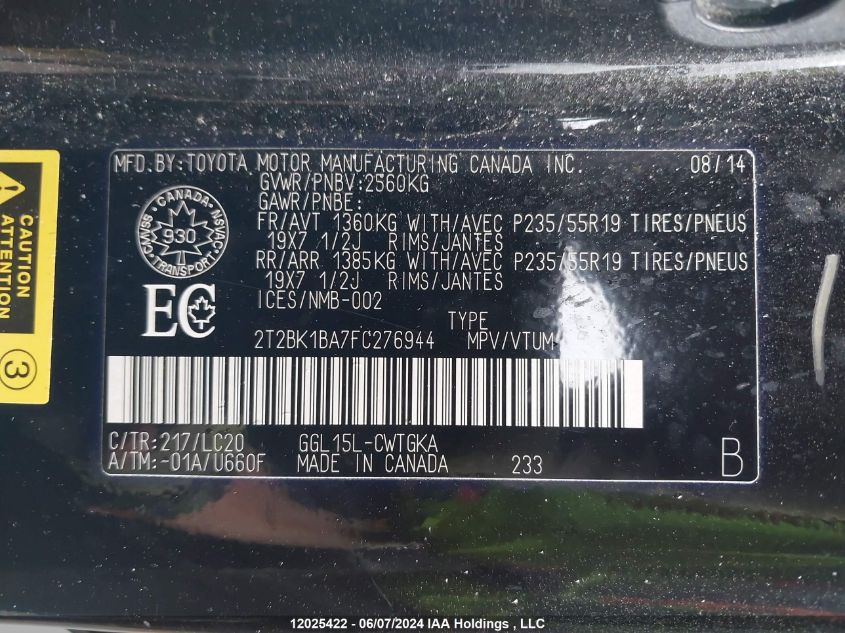 MFD.BY:TOYOTA MOTOR MANUFACTURING CANADA INC. 08/14
GVWR/PNBV:2560KG
GAWR/PNBE:
FR/AVT 1360KG WITH/AVEC P235/55R19 TIRES/PNEUS
19X7 1/2J RIMS/JANTES
RR/ARR 1385KG WITH/AVEC P235/55R19 TIRES/PNEUS
19X7 1/2J RIMS/JANTES
ICES/NMB-002
CANADA
CMVSS NSVAC
930
TRANSPORT
EC
TYPE
2T2BK1BA7FC276944 MPV/VTUM
C/TR:217/LC20 GGL15L-CWTGKA
A/TM:-01A/U660F MADE IN CANADA 233 B
CAUTION
ATTENTION
3
12025422 - 06/07/2024 IAA Holdings , LLC